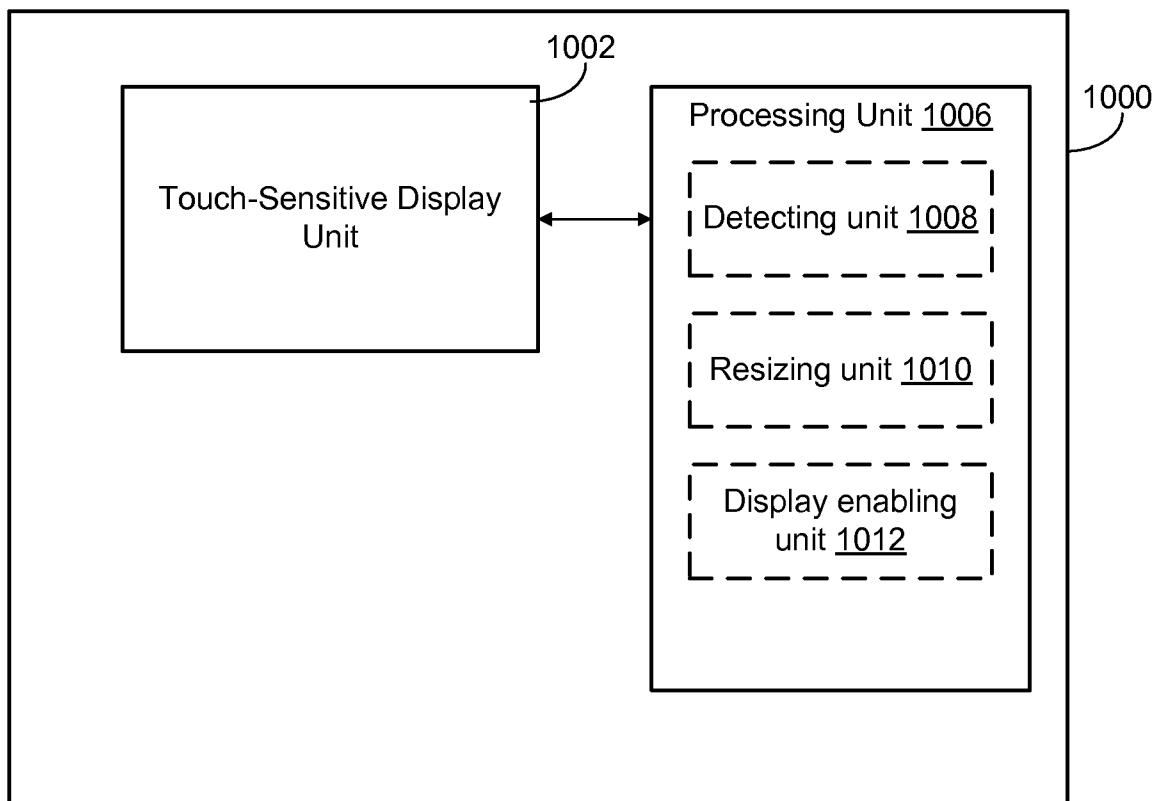 1002
1000
Touch-Sensitive Display
Unit
Processing Unit 1006
Detecting unit 1008
Resizing unit 1010
Display enabling
unit 1012